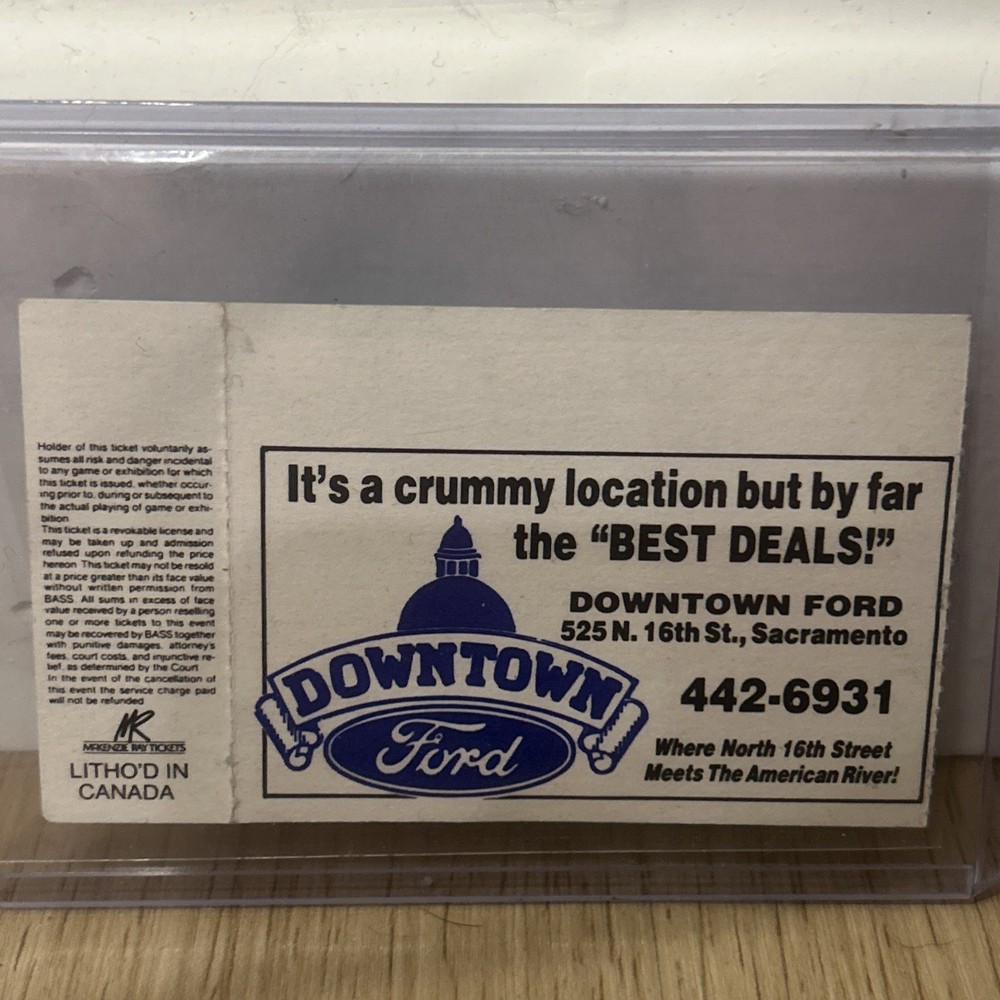 Holder of this ticket voluntarily as-
sumes all risk and danger incidental
to any game or exhibition for which
this ticket is issued, whether occur-
ing prior to, during or subsequent to
the actual playing of game or exhi-
bition
This ticket is a revokable license and
may be taken up and admission
refused upon refunding the price
hereon This ticket may not be resold
at a price greater than its face value
without written permission from
BASS. All sums in excess of face
value received by a person reselling
one or more tickets to this event
may be recovered by BASS together
with punitive damages, attorney's
fees, court costs, and injunctive re-
lief, as determined by the Court
In the event of the cancellation of
this event the service charge paid
will not be refunded
MR
MCKENZIE RAY TICKETS
LITHO'D IN
CANADA
It's a crummy location but by far
the "BEST DEALS!"
DOWNTOWN FORD
525 N. 16th St., Sacramento
442-6931
Where North 16th Street
Meets The American River!
DOWNTOWN
Ford